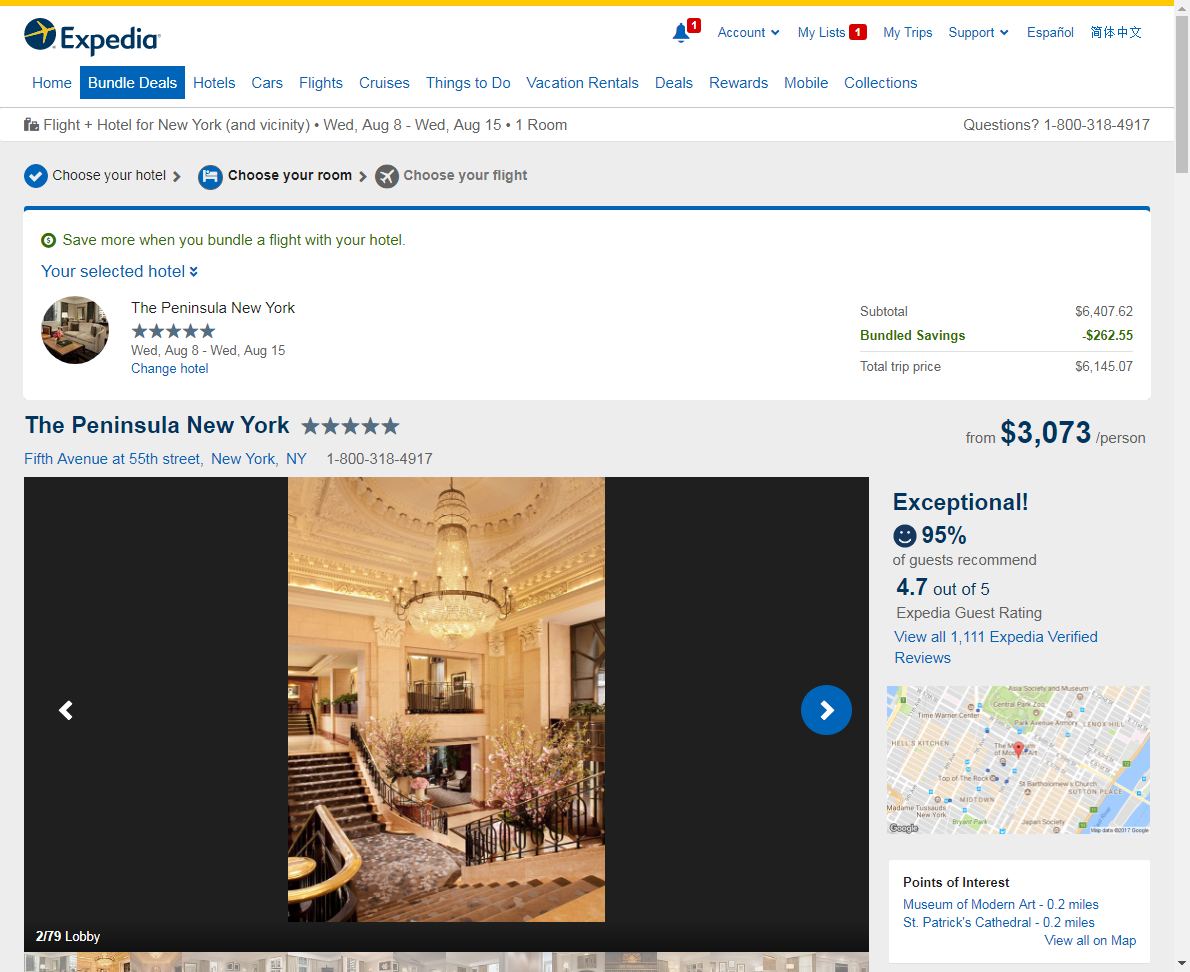 Expedia
1
Account
My Lists 1
My Trips
Support
Español
简体中文
Home
Bundle Deals
Hotels
Cars
Flights
Cruises
Things to Do
Vacation Rentals
Deals
Rewards
Mobile
Collections
Flight + Hotel for New York (and vicinity) • Wed, Aug 8 - Wed, Aug 15 • 1 Room
Questions? 1-800-318-4917
Choose your hotel
Choose your room
Choose your flight
Save more when you bundle a flight with your hotel.
Your selected hotel
The Peninsula New York
Wed, Aug 8 - Wed, Aug 15
Change hotel
Subtotal $6,407.62
Bundled Savings -$262.55
Total trip price $6,145.07
The Peninsula New York
from $3,073 /person
Fifth Avenue at 55th street, New York, NY 1-800-318-4917
2/79 Lobby
Exceptional!
95%
of guests recommend
4.7 out of 5
Expedia Guest Rating
View all 1,111 Expedia Verified
Reviews
Asia Society and Museum
Central Park Zoo
Time Warner Center
Park Avenue Armory
LENOX HILL
HELL'S KITCHEN
The Museum
of Modern Art
Top of The Rock
St Bartholomew's Church
SUTTON PLACE
MIDTOWN
Madame Tussauds
New York
Bryant Park
Japan Society
Google
Map data ©2017 Google
Points of Interest
Museum of Modern Art - 0.2 miles
St. Patrick's Cathedral - 0.2 miles
View all on Map